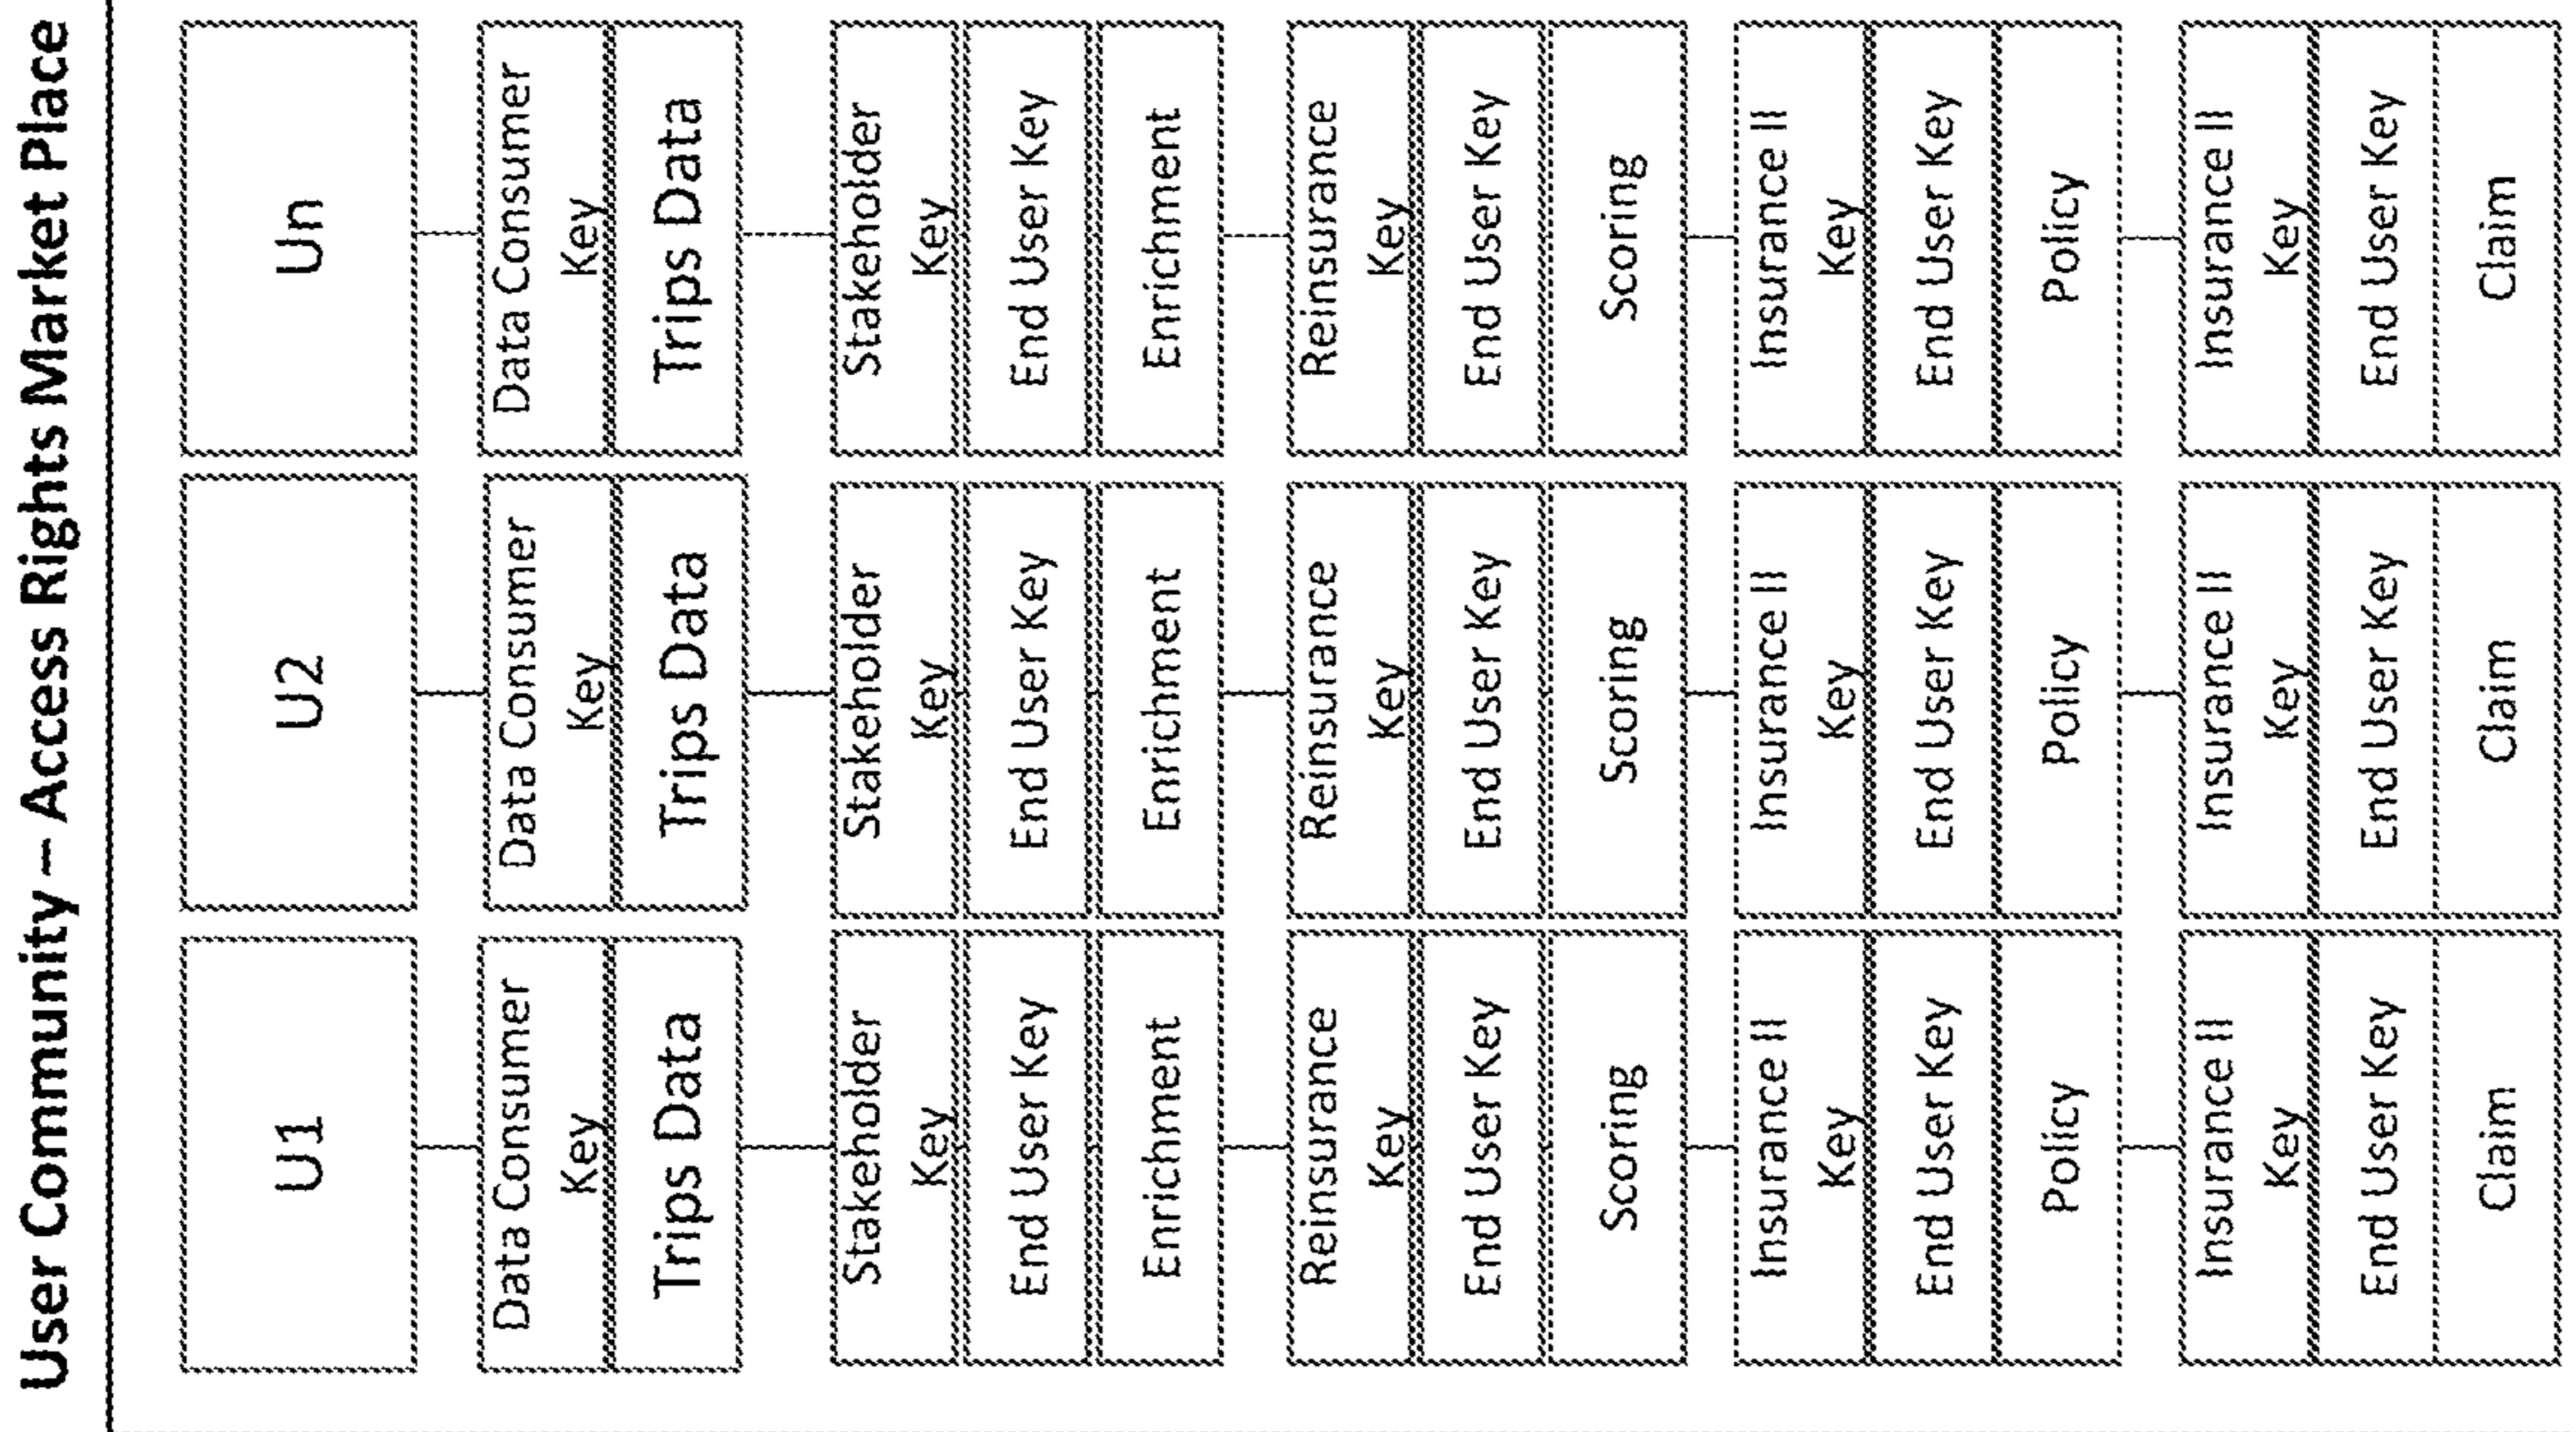 User Community – Access Rights Market Place
U1
U2
Un
Data Consumer
Key
Data Consumer
Key
Data Consumer
Key
Trips Data
Trips Data
Trips Data
Stakeholder
Key
Stakeholder
Key
Stakeholder
Key
End User Key
End User Key
End User Key
Enrichment
Enrichment
Enrichment
Reinsurance
Key
Reinsurance
Key
Reinsurance
Key
End User Key
End User Key
End User Key
Scoring
Scoring
Scoring
Insurance II
Key
Insurance II
Key
Insurance II
Key
End User Key
End User Key
End User Key
Policy
Policy
Policy
Insurance II
Key
Insurance II
Key
Insurance II
Key
End User Key
End User Key
End User Key
Claim
Claim
Claim